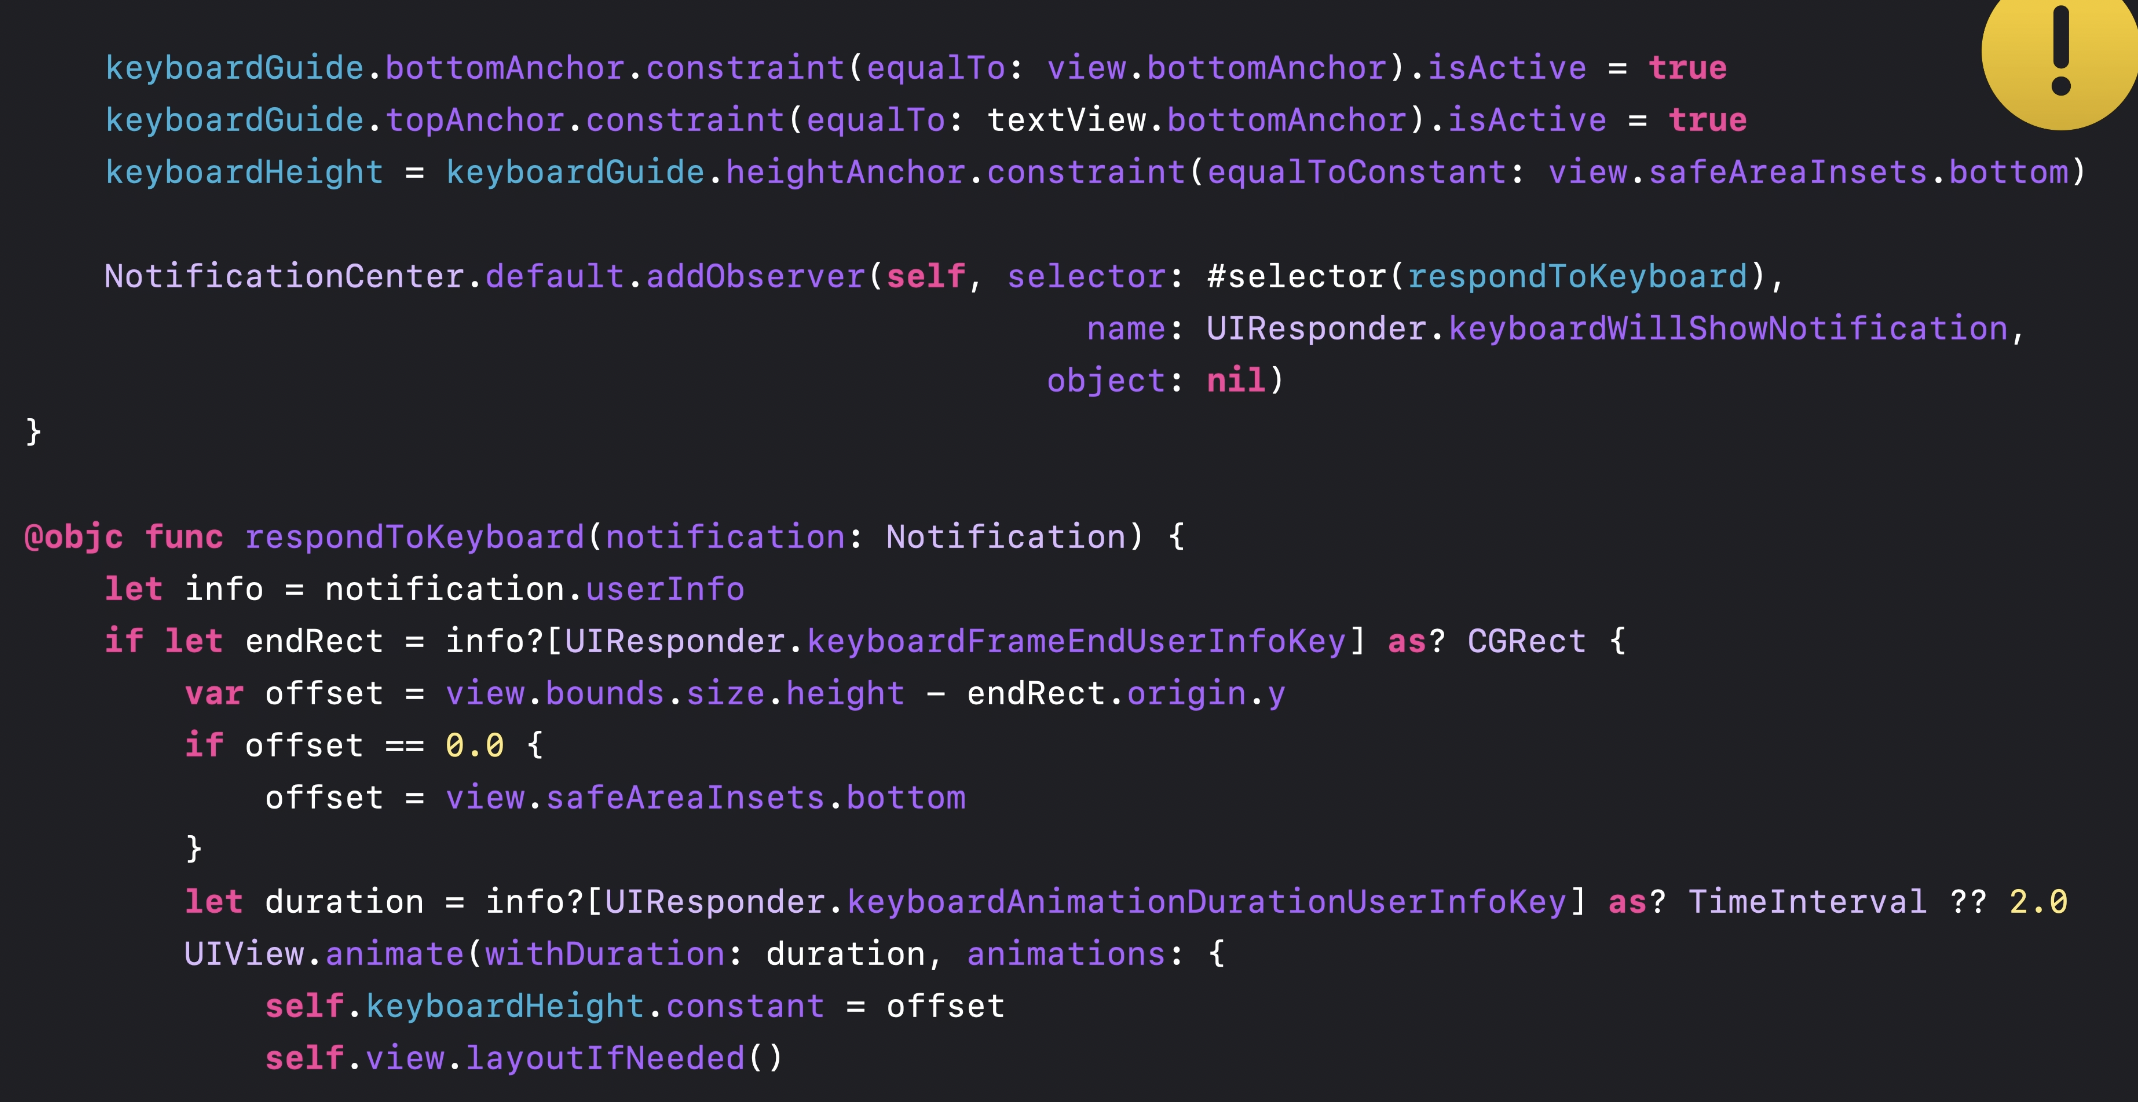 keyboardGuide.bottomAnchor.constraint(equalTo: view.bottomAnchor).isActive = true
keyboardGuide.topAnchor.constraint(equalTo: textView.bottomAnchor).isActive = true
keyboardHeight = keyboardGuide.heightAnchor.constraint(equalToConstant: view.safeAreaInsets.bottom)
NotificationCenter.default.addObserver(self, selector: #selector(respondToKeyboard),
name: UIResponder.keyboardWillShowNotification,
object: nil)
}
@objc func respondToKeyboard(notification: Notification) {
let info = notification.userInfo
if let endRect = info?[UIResponder.keyboardFrameEndUserInfoKey] as? CGRect {
var offset = view.bounds.size.height - endRect.origin.y
if offset == 0.0 {
offset = view.safeAreaInsets.bottom
}
let duration = info?[UIResponder.keyboardAnimationDurationUserInfoKey] as? TimeInterval ?? 2.0
UIView.animate(withDuration: duration, animations: {
self.keyboardHeight.constant = offset
self.view.layoutIfNeeded()